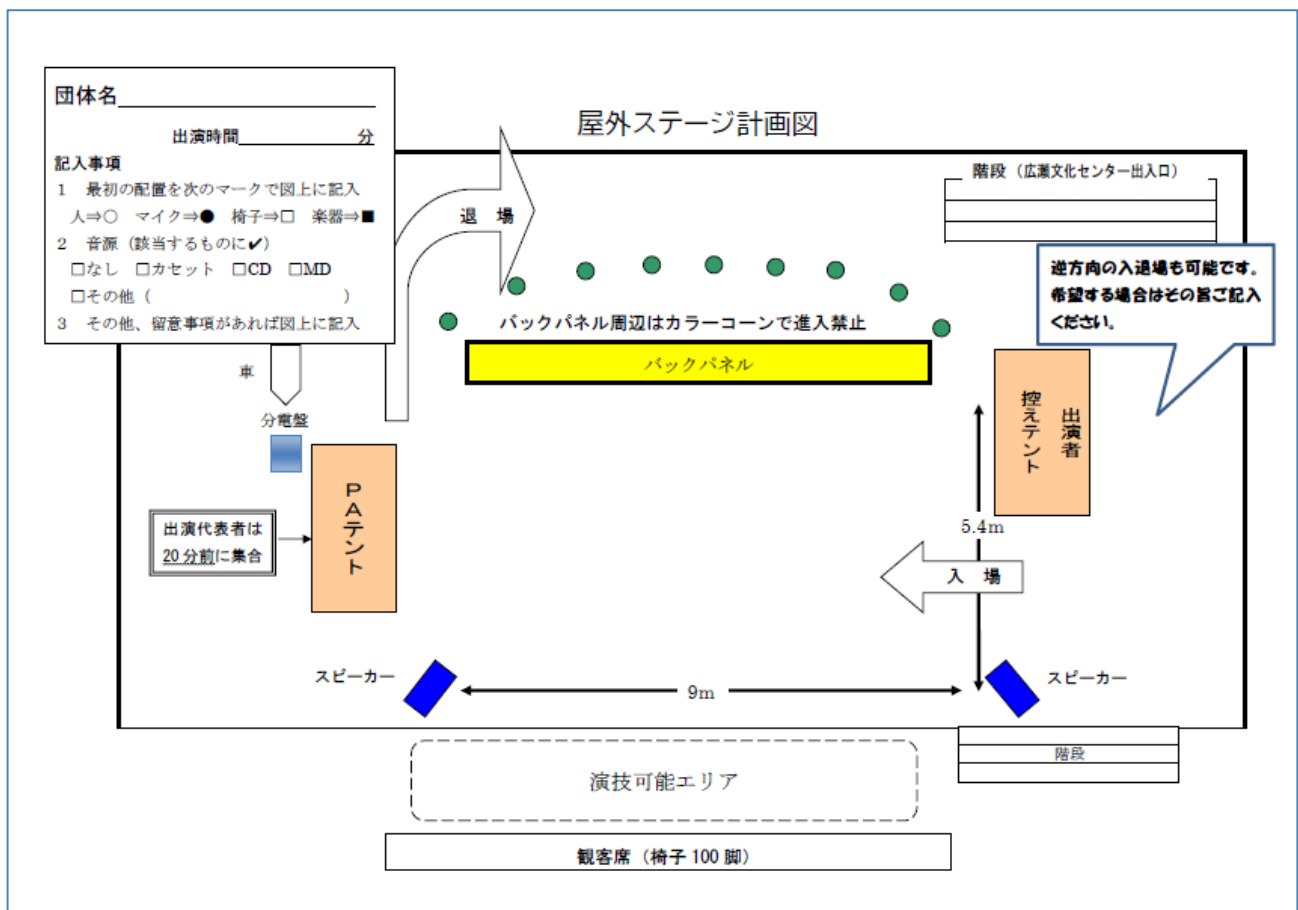 団体名
出演時間 分
記入事項
1 最初の配置を次のマークで図上に記入
人⇒○ マイク⇒● 椅子⇒□ 楽器⇒■
2 音源（該当するものに✔）
□なし □カセット □CD □MD
□その他（ ）
3 その他、留意事項があれば図上に記入
屋外ステージ計画図
階段（広瀬文化センター出入口）
退 場
逆方向の入退場も可能です。
希望する場合はその旨ご記入
ください。
バックパネル周辺はカラーコーンで進入禁止
バックパネル
車
分電盤
出演者
控えテント
PAテント
出演代表者は
20分前に集合
5.4m
入 場
スピーカー
9m
スピーカー
階段
演技可能エリア
観客席（椅子100脚）